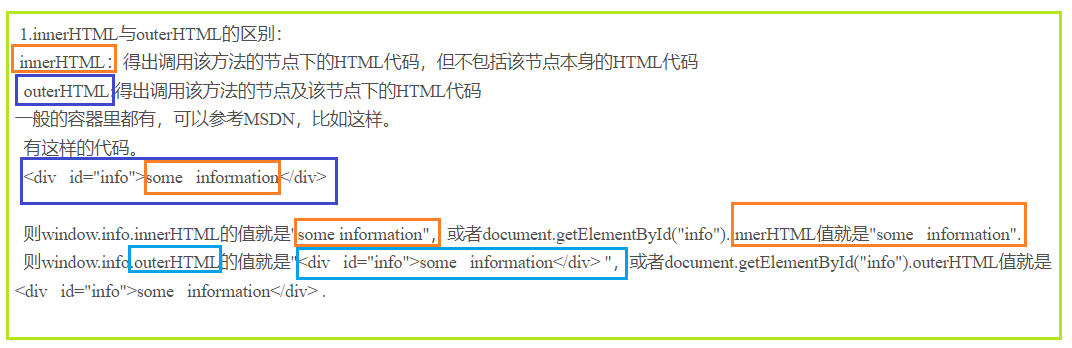 1.innerHTML与outerHTML的区别：
innerHTML：得出调用该方法的节点下的HTML代码，但不包括该节点本身的HTML代码
outerHTML:得出调用该方法的节点及该节点下的HTML代码
一般的容器里都有，可以参考MSDN，比如这样。
有这样的代码。
<div id="info">some information</div>
则window.info.innerHTML的值就是"some information"，或者document.getElementById("info").innerHTML值就是"some information".
则window.info.outerHTML的值就是"<div id="info">some information</div> "，或者document.getElementById("info").outerHTML值就是
<div id="info">some information</div> .